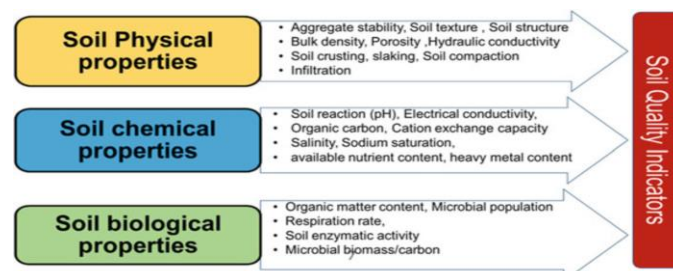 Soil Physical
properties
• Aggregate stability, Soil texture , Soil structure
• Bulk density, Porosity ,Hydraulic conductivity
• Soil crusting, slaking, Soil compaction
• Infiltration
Soil chemical
properties
• Soil reaction (pH), Electrical conductivity,
• Organic carbon, Cation exchange capacity
• Salinity, Sodium saturation,
• available nutrient content, heavy metal content
Soil biological
properties
• Organic matter content, Microbial population
• Respiration rate,
• Soil enzymatic activity
• Microbial biomass/carbon
Soil Quality Indicators